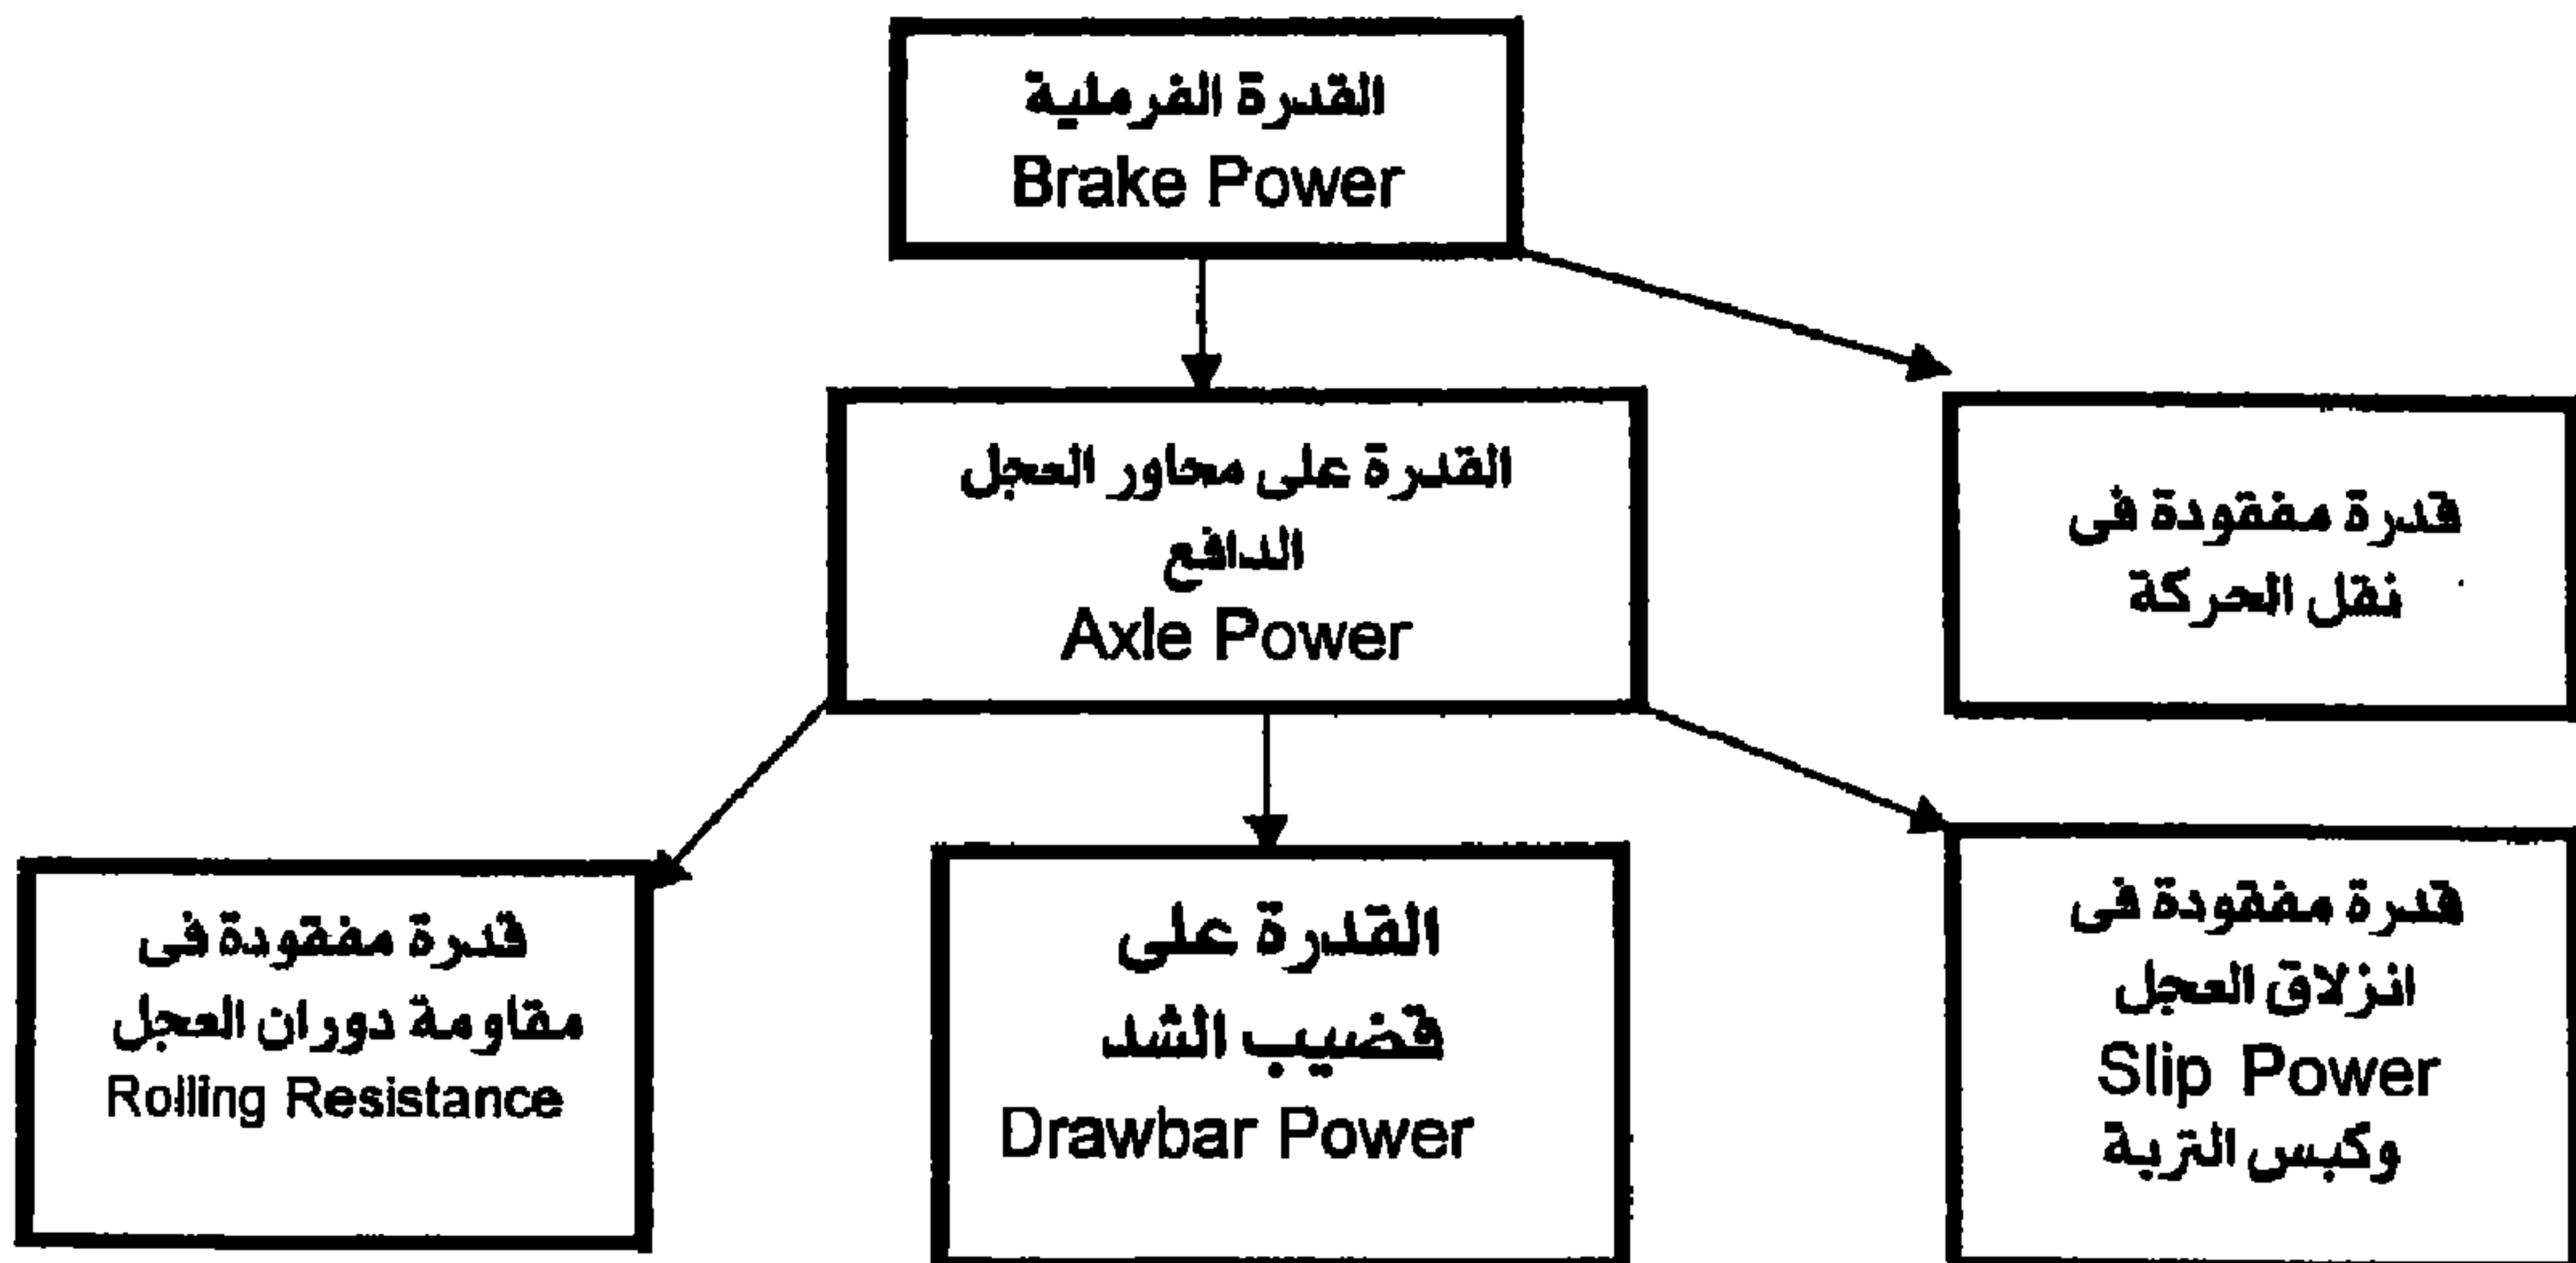 القدرة الفرملية
Brake Power
القدرة على محاور العجل
الدافع
Axle Power
قدرة مفقودة فى
نقل الحركة
قدرة مفقودة فى
مقاومة دوران العجل
Rolling Resistance
القدرة على
قضيب الشد
Drawbar Power
قدرة مفقودة فى
انزلاق العجل
Slip Power
وكبس التربة